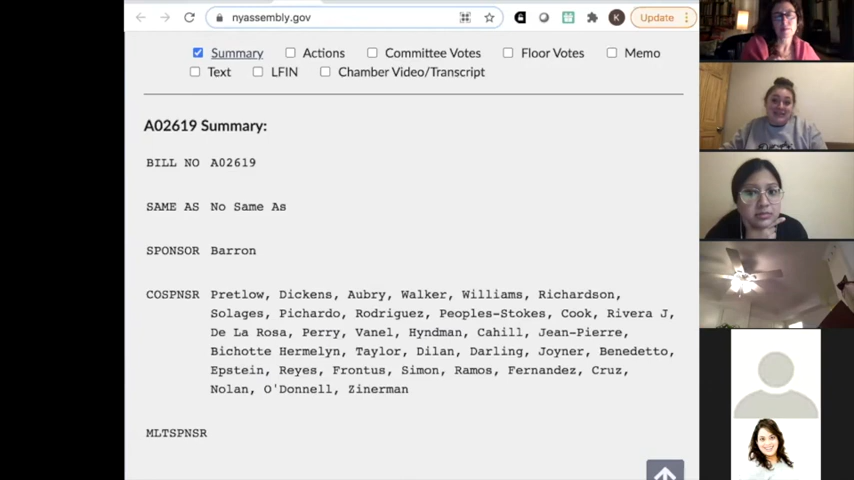 nyassembly.gov
K
Update
Summary Actions Committee Votes Floor Votes Memo
Text LFIN Chamber Video/Transcript
A02619 Summary:
BILL NO A02619
SAME AS No Same As
SPONSOR Barron
COSPNSR Pretlow, Dickens, Aubry, Walker, Williams, Richardson,
Solages, Pichardo, Rodriguez, Peoples-Stokes, Cook, Rivera J,
De La Rosa, Perry, Vanel, Hyndman, Cahill, Jean-Pierre,
Bichotte Hermelyn, Taylor, Dilan, Darling, Joyner, Benedetto,
Epstein, Reyes, Frontus, Simon, Ramos, Fernandez, Cruz,
Nolan, O'Donnell, Zinerman
MLTSPNSR